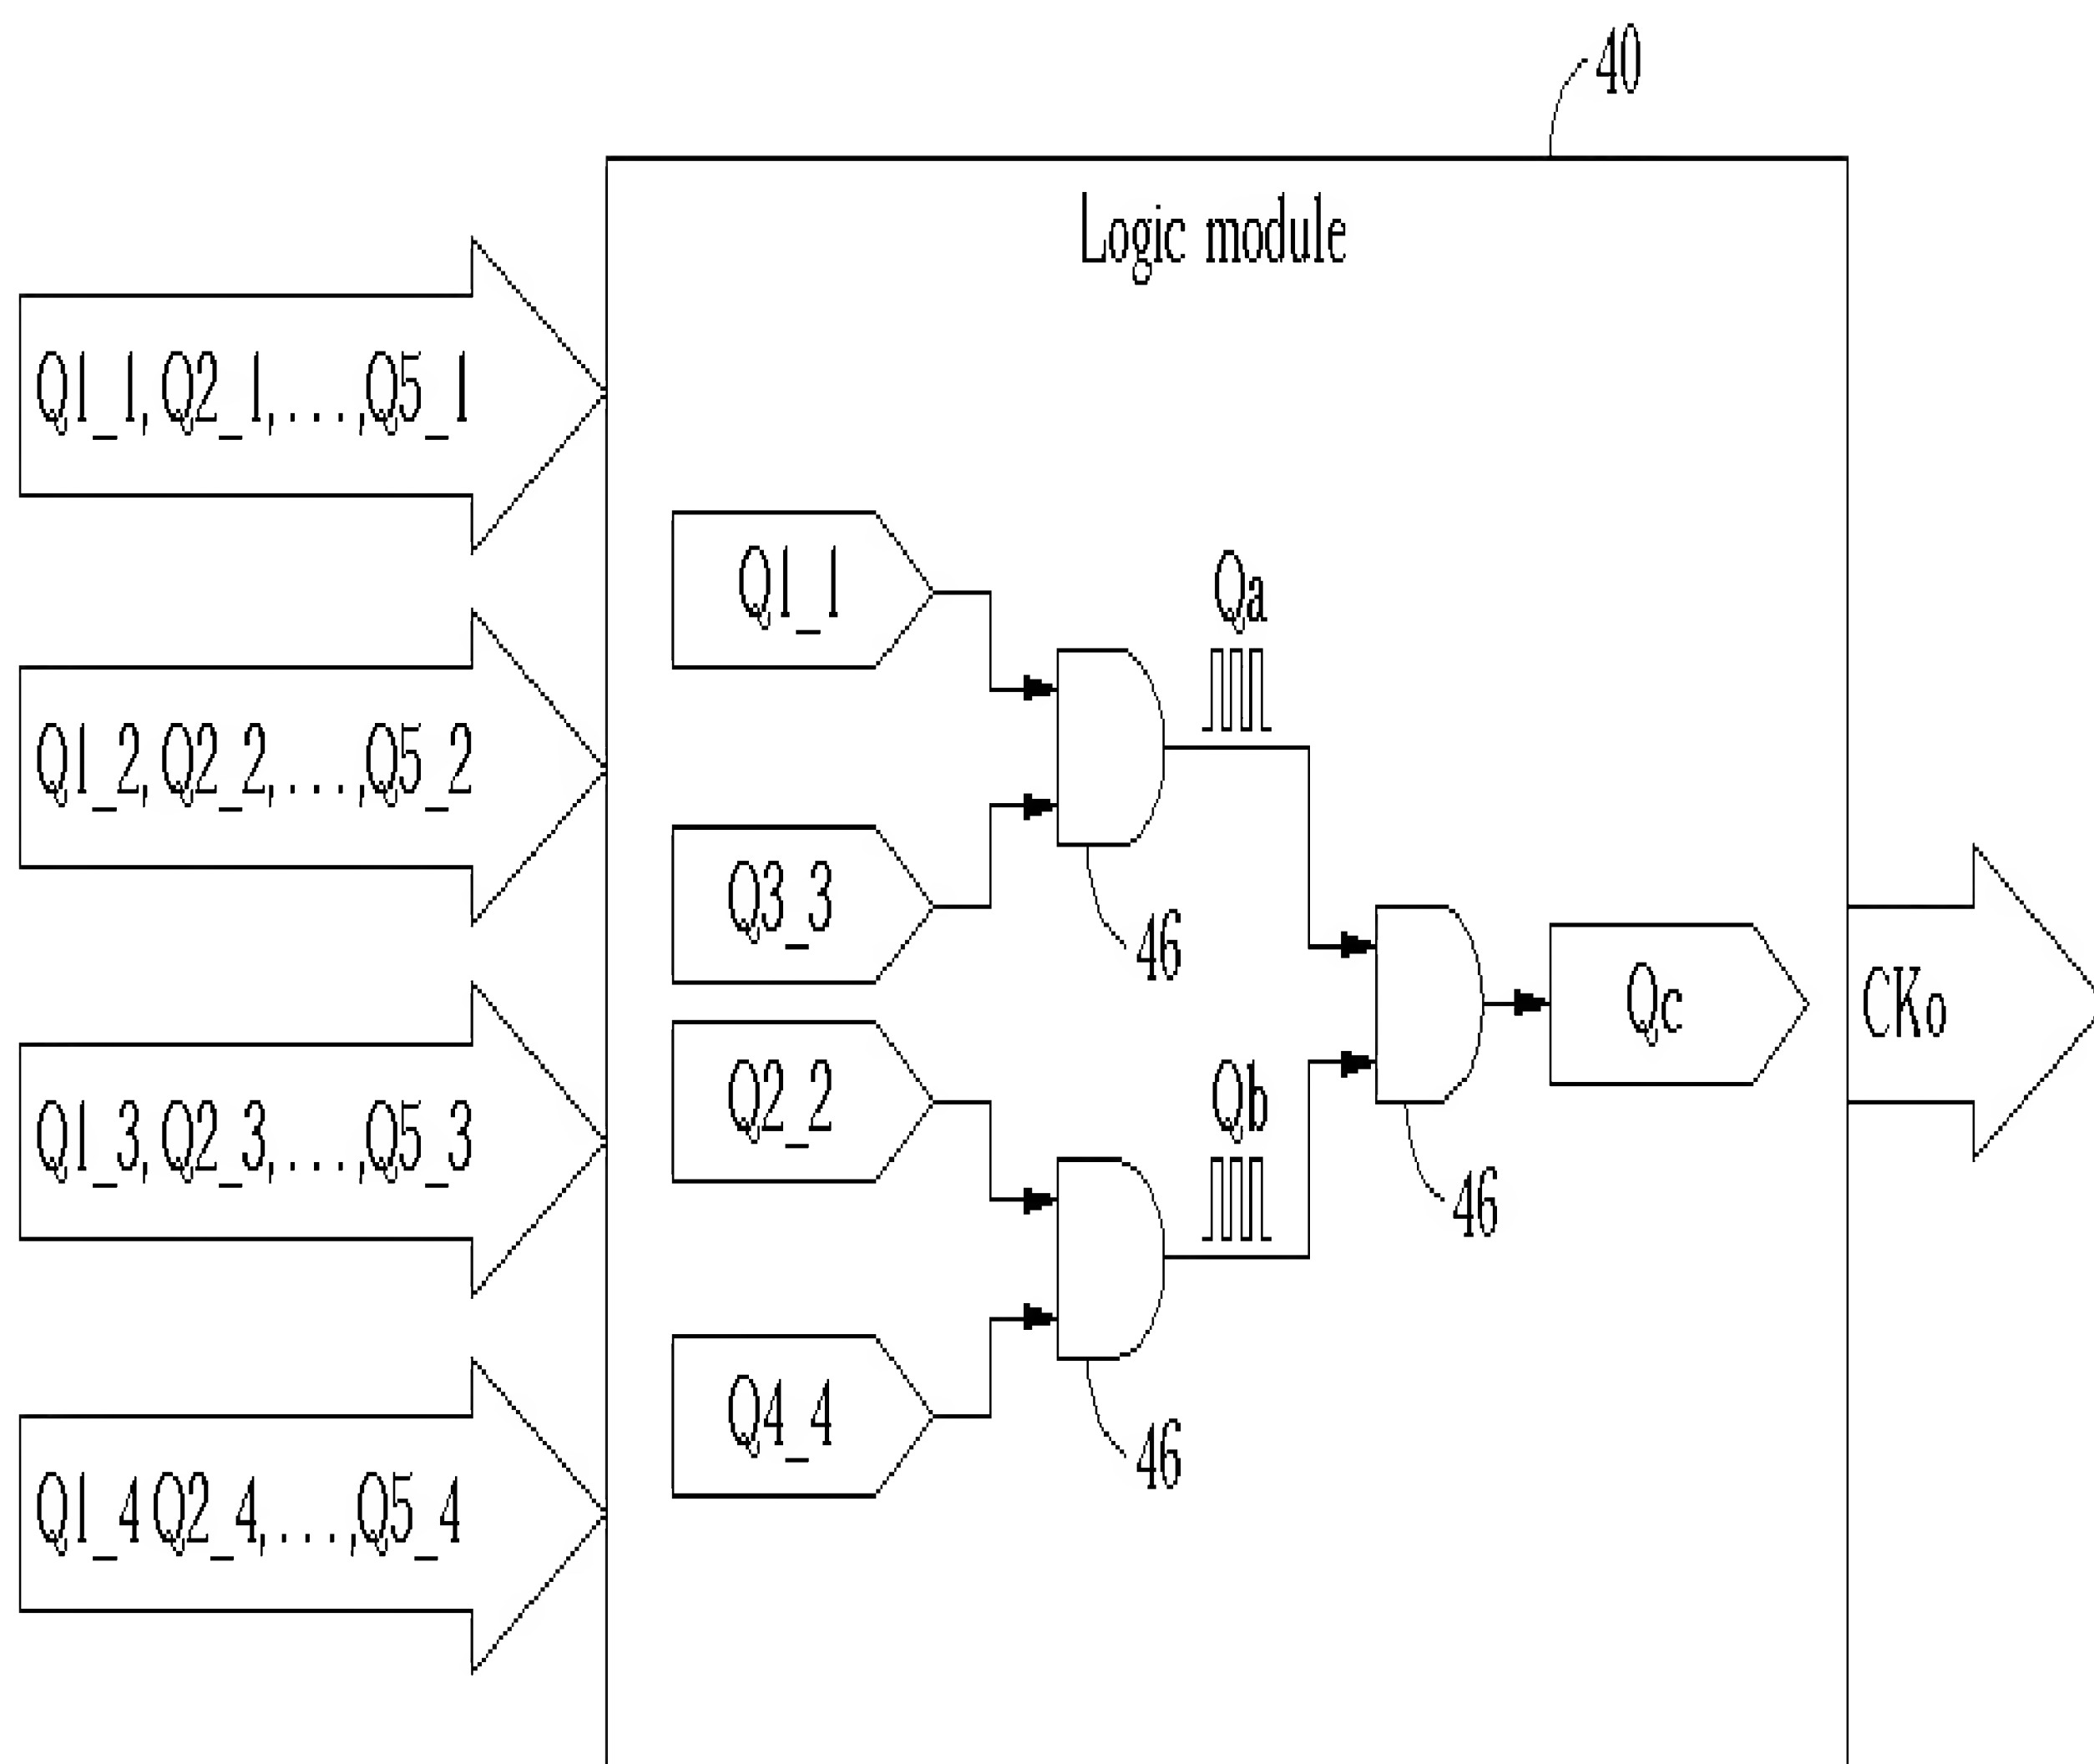 40
Logic module
Q1_1,Q2_1,...,Q5_1
Q1_2,Q2_2,...,Q5_2
Q1_3,Q2_3,...,Q5_3
Q1_4 Q2_4,...,Q5_4
Q1_1
Qa
Q3_3
46
Q2_2
Qb
Q4_4
46
46
Qc
CKo